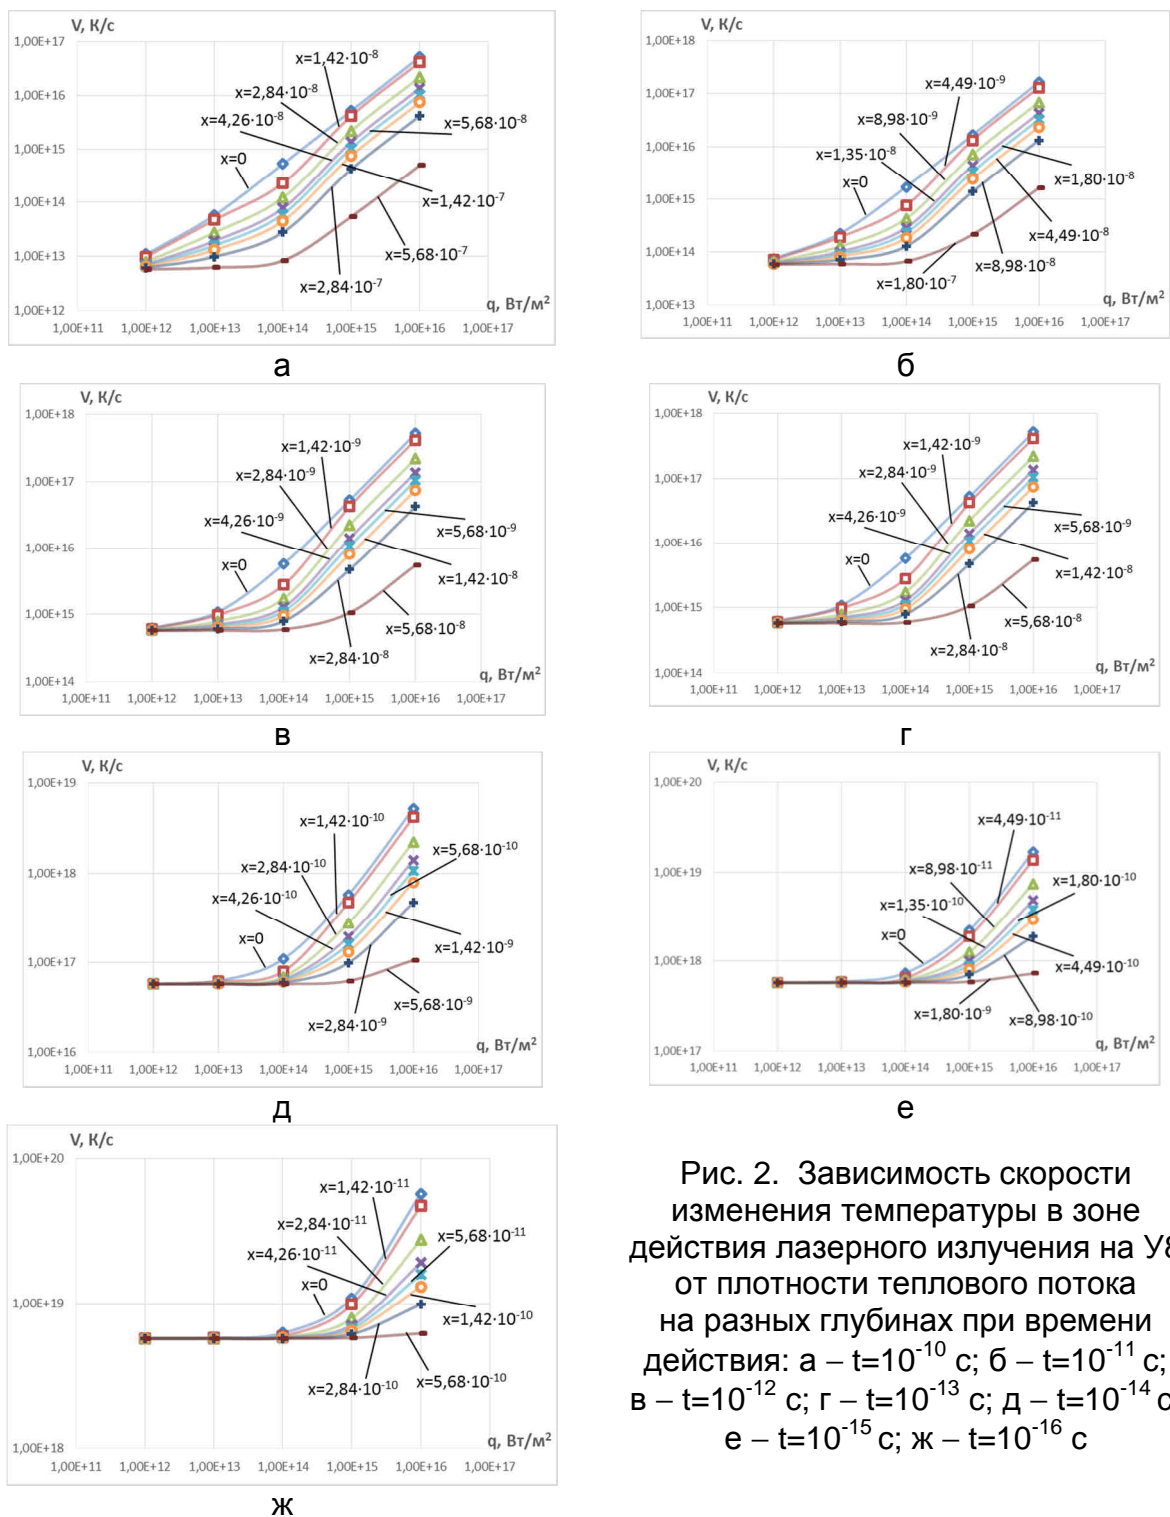 V, К/с
1,00E+17
1,00E+16
1,00E+15
1,00E+14
1,00E+13
1,00E+12
x=1,42·10⁻⁸
x=2,84·10⁻⁸
x=4,26·10⁻⁸
x=0
x=5,68·10⁻⁸
x=1,42·10⁻⁷
x=5,68·10⁻⁷
x=2,84·10⁻⁷
q, Вт/м²
1,00E+11 1,00E+12 1,00E+13 1,00E+14 1,00E+15 1,00E+16 1,00E+17
а
V, К/с
1,00E+18
1,00E+17
1,00E+16
1,00E+15
1,00E+14
1,00E+13
x=4,49·10⁻⁹
x=8,98·10⁻⁹
x=1,35·10⁻⁸
x=0
x=1,80·10⁻⁸
x=4,49·10⁻⁸
x=8,98·10⁻⁸
x=1,80·10⁻⁷
q, Вт/м²
1,00E+11 1,00E+12 1,00E+13 1,00E+14 1,00E+15 1,00E+16 1,00E+17
б
V, К/с
1,00E+18
1,00E+17
1,00E+16
1,00E+15
1,00E+14
x=1,42·10⁻⁹
x=2,84·10⁻⁹
x=4,26·10⁻⁹
x=0
x=5,68·10⁻⁹
x=1,42·10⁻⁸
x=5,68·10⁻⁸
x=2,84·10⁻⁸
q, Вт/м²
1,00E+11 1,00E+12 1,00E+13 1,00E+14 1,00E+15 1,00E+16 1,00E+17
в
V, К/с
1,00E+18
1,00E+17
1,00E+16
1,00E+15
1,00E+14
x=1,42·10⁻⁹
x=2,84·10⁻⁹
x=4,26·10⁻⁹
x=0
x=5,68·10⁻⁹
x=1,42·10⁻⁸
x=5,68·10⁻⁸
x=2,84·10⁻⁸
q, Вт/м²
1,00E+11 1,00E+12 1,00E+13 1,00E+14 1,00E+15 1,00E+16 1,00E+17
г
V, К/с
1,00E+19
1,00E+18
1,00E+17
1,00E+16
x=1,42·10⁻¹⁰
x=2,84·10⁻¹⁰
x=4,26·10⁻¹⁰
x=0
x=5,68·10⁻¹⁰
x=1,42·10⁻⁹
x=5,68·10⁻⁹
x=2,84·10⁻⁹
q, Вт/м²
1,00E+11 1,00E+12 1,00E+13 1,00E+14 1,00E+15 1,00E+16 1,00E+17
д
V, К/с
1,00E+20
1,00E+19
1,00E+18
1,00E+17
x=4,49·10⁻¹¹
x=8,98·10⁻¹¹
x=1,35·10⁻¹⁰
x=0
x=1,80·10⁻¹⁰
x=4,49·10⁻¹⁰
x=1,80·10⁻⁹
x=8,98·10⁻¹⁰
q, Вт/м²
1,00E+11 1,00E+12 1,00E+13 1,00E+14 1,00E+15 1,00E+16 1,00E+17
е
V, К/с
1,00E+20
1,00E+19
1,00E+18
x=1,42·10⁻¹¹
x=2,84·10⁻¹¹
x=4,26·10⁻¹¹
x=0
x=5,68·10⁻¹¹
x=1,42·10⁻¹⁰
x=5,68·10⁻¹⁰
x=2,84·10⁻¹⁰
q, Вт/м²
1,00E+11 1,00E+12 1,00E+13 1,00E+14 1,00E+15 1,00E+16 1,00E+17
ж
Рис. 2. Зависимость скорости
изменения температуры в зоне
действия лазерного излучения на У8
от плотности теплового потока
на разных глубинах при времени
действия: а – t=10⁻¹⁰ с; б – t=10⁻¹¹ с;
в – t=10⁻¹² с; г – t=10⁻¹³ с; д – t=10⁻¹⁴ с
е – t=10⁻¹⁵ с; ж – t=10⁻¹⁶ с